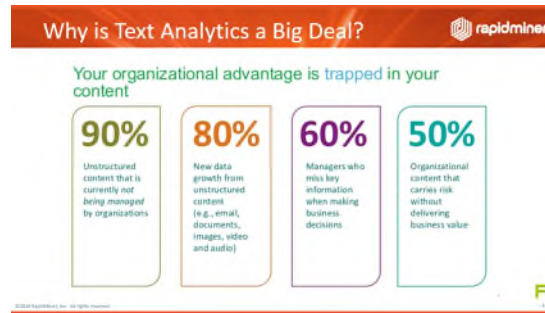 Why is Text Analytics a Big Deal?
rapidminer
Your organizational advantage is trapped in your
content
90%
Unstructured
content that is
currently not
being managed
by organizations
80%
New data
growth from
unstructured
content
(e.g., email,
documents,
images, video
and audio)
60%
Managers who
miss key
information
when making
business
decisions
50%
Organizational
content that
carries risk
without
delivering
business value